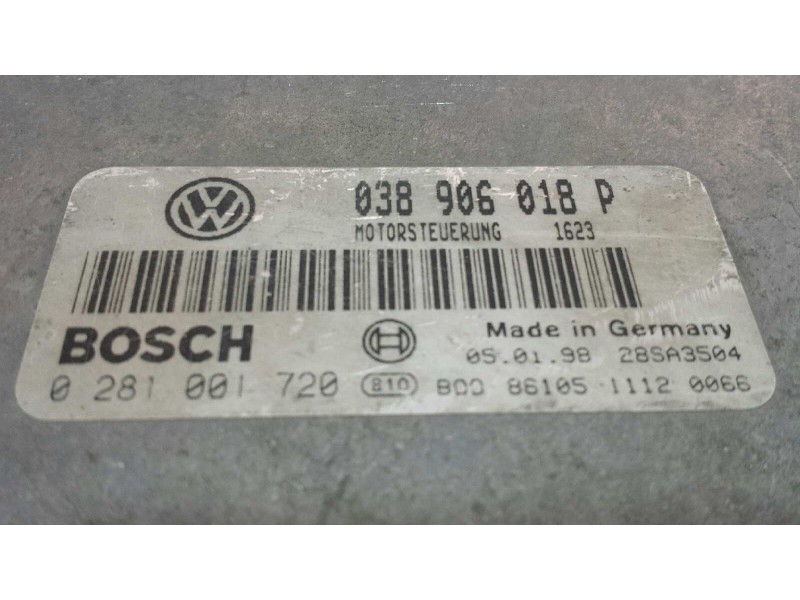 VW
038 906 018 P
MOTORSTEUERUNG 1623
BOSCH
Made in Germany
05.01.98 28SA3504
0 281 001 720 810 86105 1112 0066